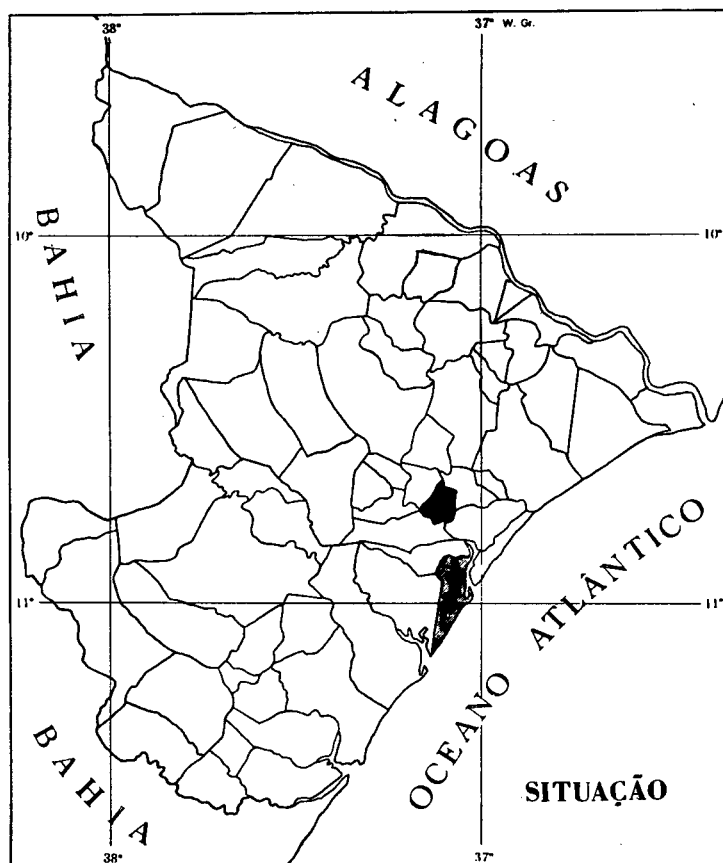 38°
37° W. Gr.
ALAGOAS
10°
10°
BAHIA
11°
11°
OCEANO ATLÂNTICO
BAHIA
SITUAÇÃO
38°
37°